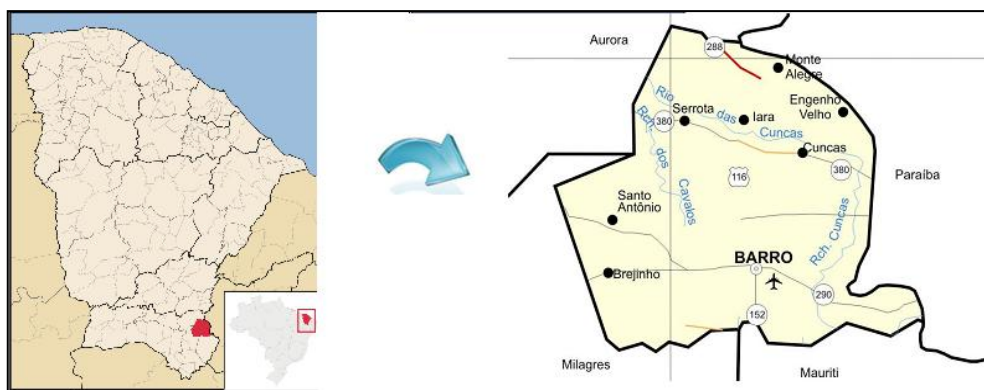 Aurora
288
Monte
Alegre
Rio das Cuncas
Engenho
Velho
Serrota
Iara
380
Rch. dos Cavalos
Cuncas
116
380
Paraíba
Santo
Antônio
Rch. Cuncas
BARRO
Brejinho
290
152
Milagres
Mauriti